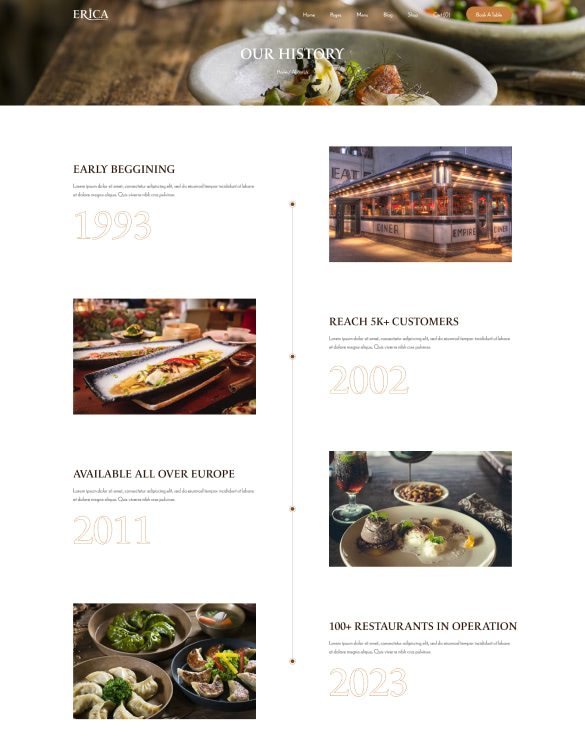 ERICA
Home Pages Menu Blog Shop Cart (0) Book A Table
OUR HISTORY
Home / About Us
EARLY BEGGINING
Lorem ipsum dolor sit amet, consectetur adipiscing elit, sed do eiusmod tempor incididunt ut labore
et dolore magna aliqua. Quis viverra nibh cras pulvinar.
1993
EAT
DINER
EMPIRE
DINER
REACH 5K+ CUSTOMERS
Lorem ipsum dolor sit amet, consectetur adipiscing elit, sed do eiusmod tempor incididunt ut labore
et dolore magna aliqua. Quis viverra nibh cras pulvinar.
2002
AVAILABLE ALL OVER EUROPE
Lorem ipsum dolor sit amet, consectetur adipiscing elit, sed do eiusmod tempor incididunt ut labore
et dolore magna aliqua. Quis viverra nibh cras pulvinar.
2011
100+ RESTAURANTS IN OPERATION
Lorem ipsum dolor sit amet, consectetur adipiscing elit, sed do eiusmod tempor incididunt ut labore
et dolore magna aliqua. Quis viverra nibh cras pulvinar.
2023